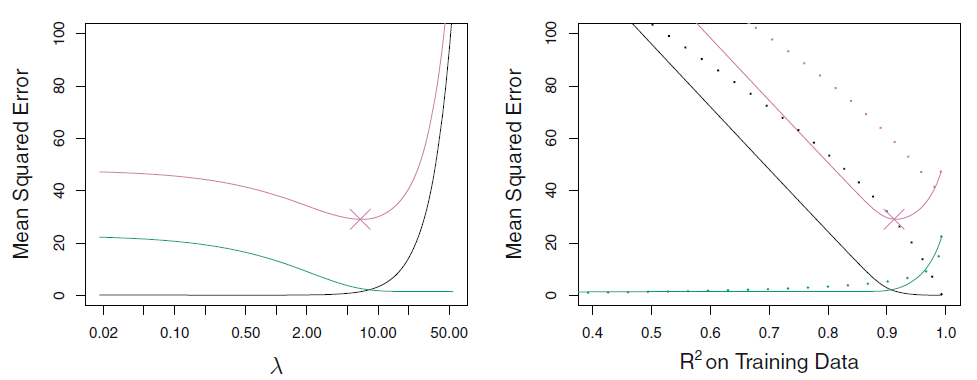 Mean Squared Error
0 20 40 60 80 100
0.02 0.10 0.50 2.00 10.00 50.00
λ
Mean Squared Error
0 20 40 60 80 100
0.4 0.5 0.6 0.7 0.8 0.9 1.0
R² on Training Data